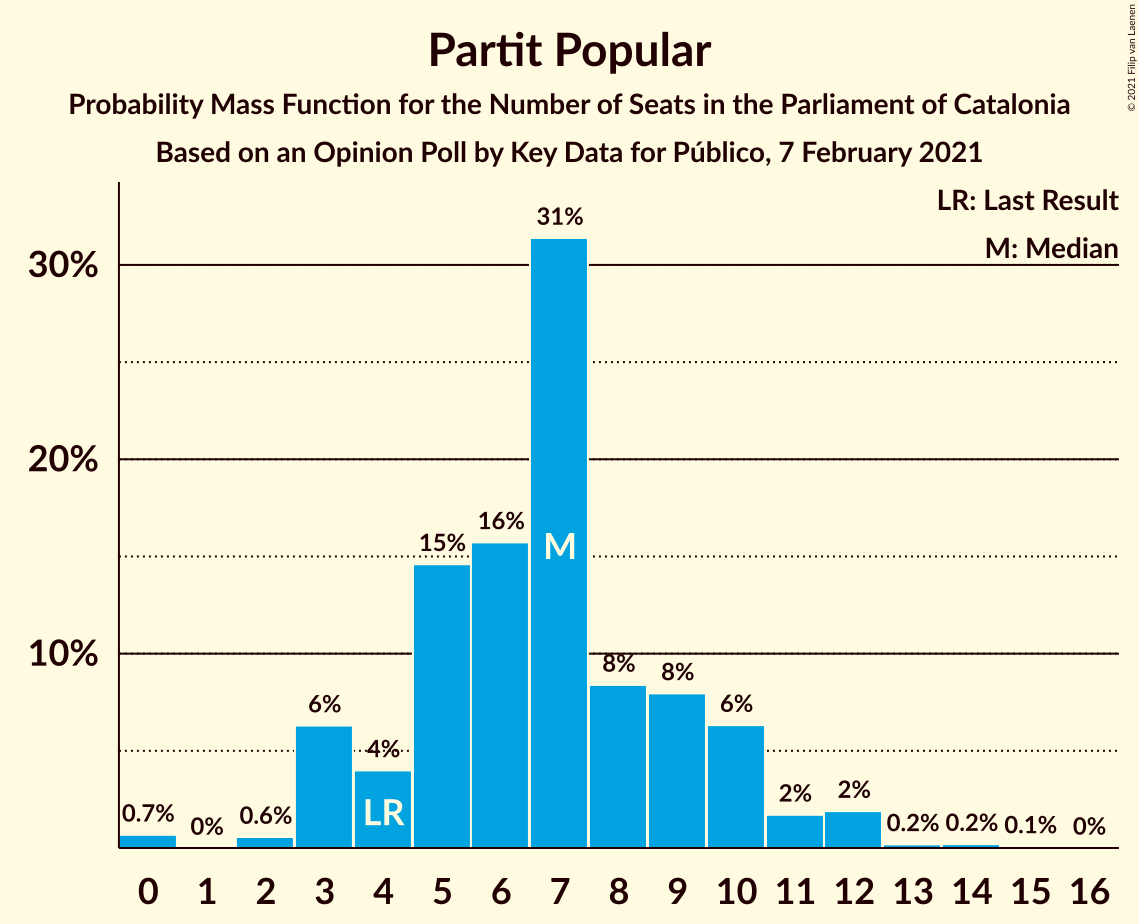 Partit Popular
Probability Mass Function for the Number of Seats in the Parliament of Catalonia
Based on an Opinion Poll by Key Data for Público, 7 February 2021
© 2021 Filip van Laenen
LR: Last Result
M: Median
30%
20%
10%
0.7%
0%
0.6%
6%
4%
15%
16%
31%
8%
8%
6%
2%
2%
0.2%
0.2%
0.1%
0%
LR
M
0 1 2 3 4 5 6 7 8 9 10 11 12 13 14 15 16